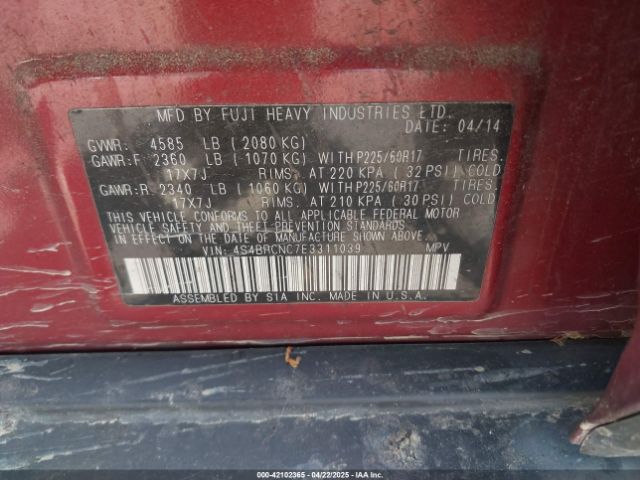 MFD BY FUJI HEAVY INDUSTRIES LTD.
DATE: 04/14
GVWR: 4585 LB (2080 KG)
GAWR:F. 2360 LB (1070 KG) WITH P225/60R17 TIRES.
17X7J RIMS. AT 220 KPA (32 PSI) COLD
GAWR:R. 2340 LB (1060 KG) WITH P225/60R17 TIRES.
17X7J RIMS. AT 210 KPA (30 PSI) COLD
THIS VEHICLE CONFORMS TO ALL APPLICABLE FEDERAL MOTOR
VEHICLE SAFETY AND THEFT PREVENTION STANDARDS
IN EFFECT ON THE DATE OF MANUFACTURE SHOWN ABOVE.
VIN: 4S4BRCNC7E3311039 MPV
ASSEMBLED BY SIA INC. MADE IN U.S.A.
000-42102365 - 04/22/2025 - IAAI.COM